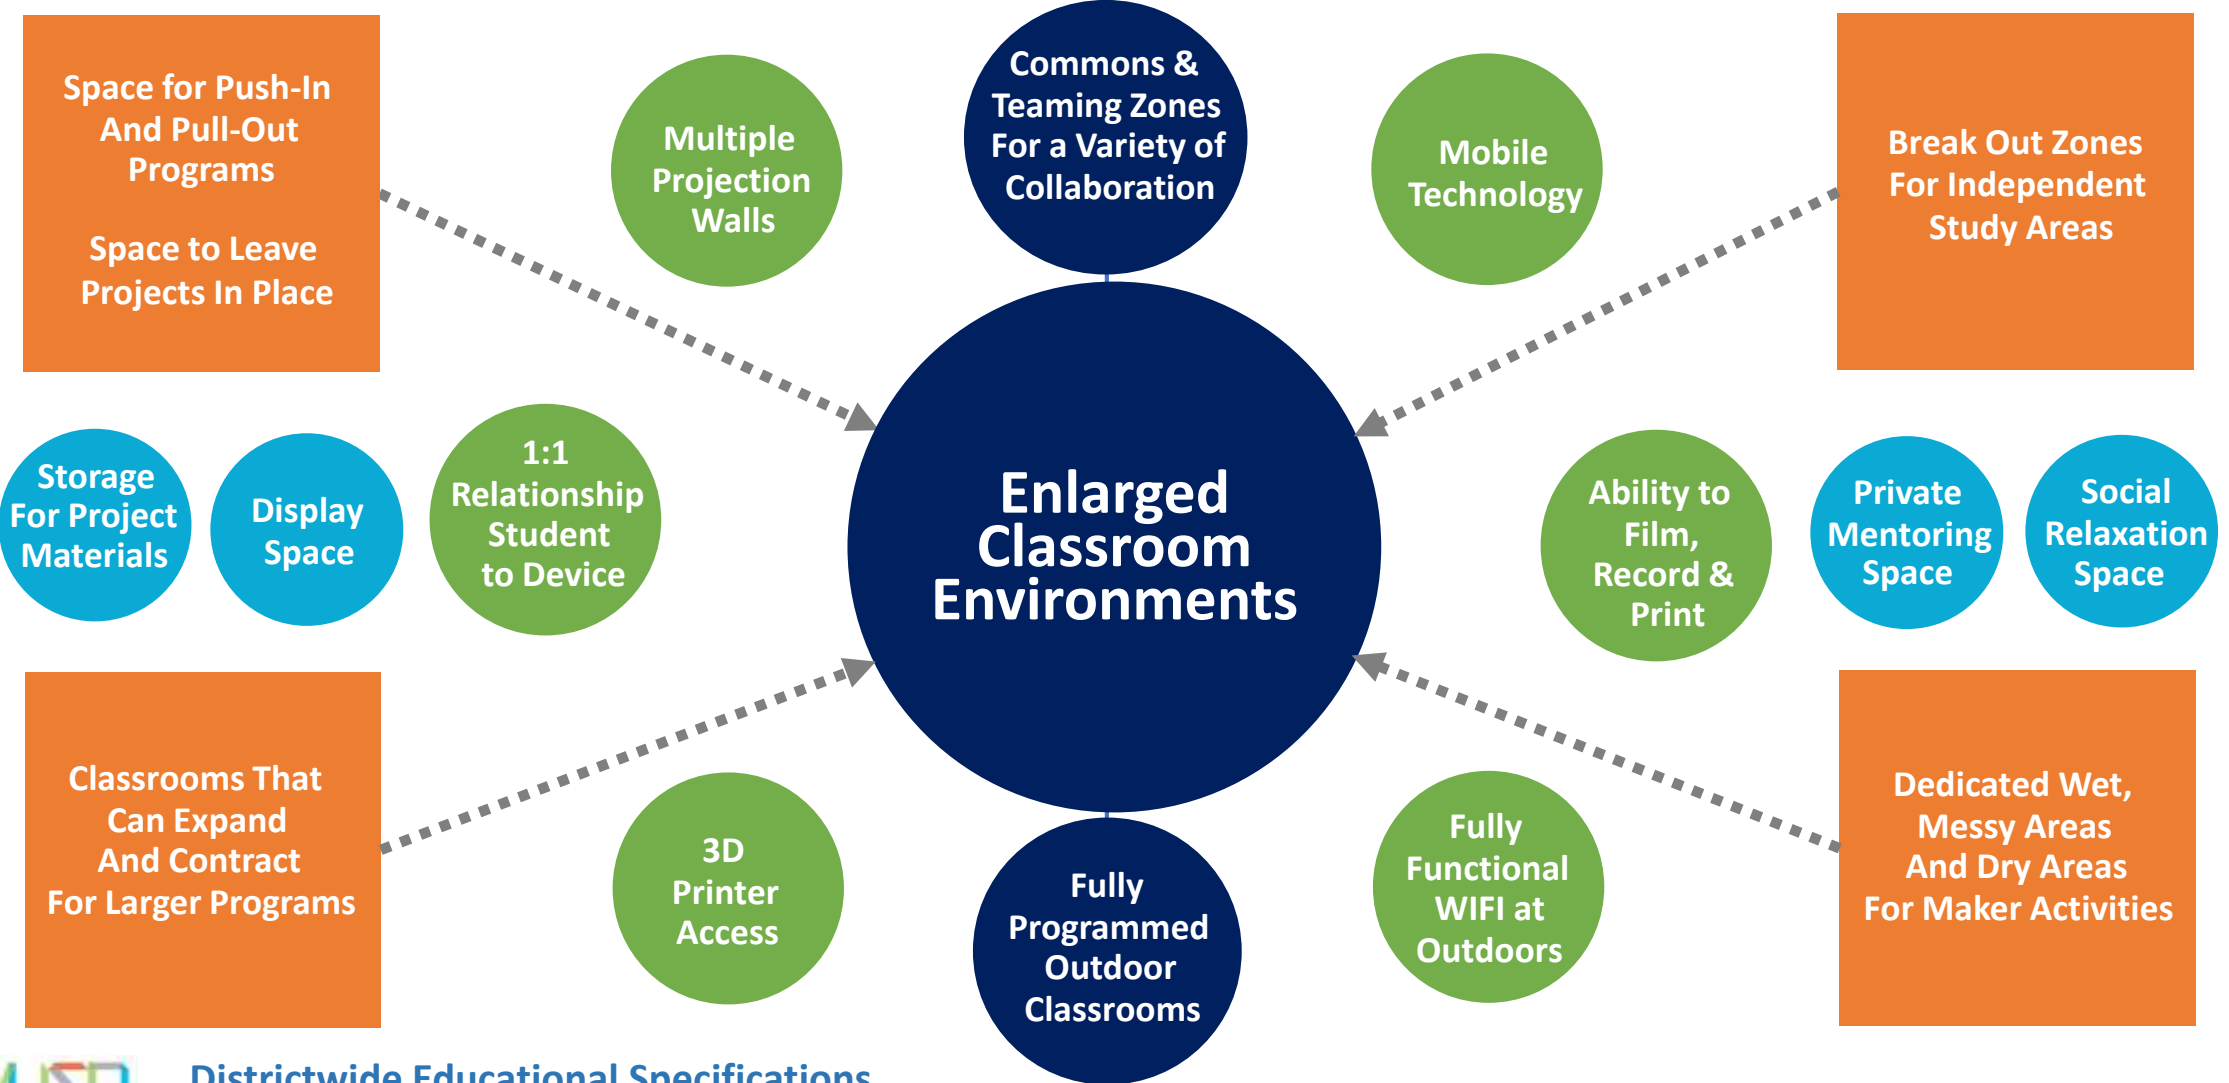 Space for Push-In
And Pull-Out
Programs
Space to Leave
Projects In Place
Multiple
Projection
Walls
Commons &
Teaming Zones
For a Variety of
Collaboration
Mobile
Technology
Break Out Zones
For Independent
Study Areas
Storage
For Project
Materials
Display
Space
1:1
Relationship
Student
to Device
Enlarged
Classroom
Environments
Ability to
Film,
Record &
Print
Private
Mentoring
Space
Social
Relaxation
Space
Classrooms That
Can Expand
And Contract
For Larger Programs
3D
Printer
Access
Fully
Programmed
Outdoor
Classrooms
Fully
Functional
WIFI at
Outdoors
Dedicated Wet,
Messy Areas
And Dry Areas
For Maker Activities
Districtwide Educational Specifications